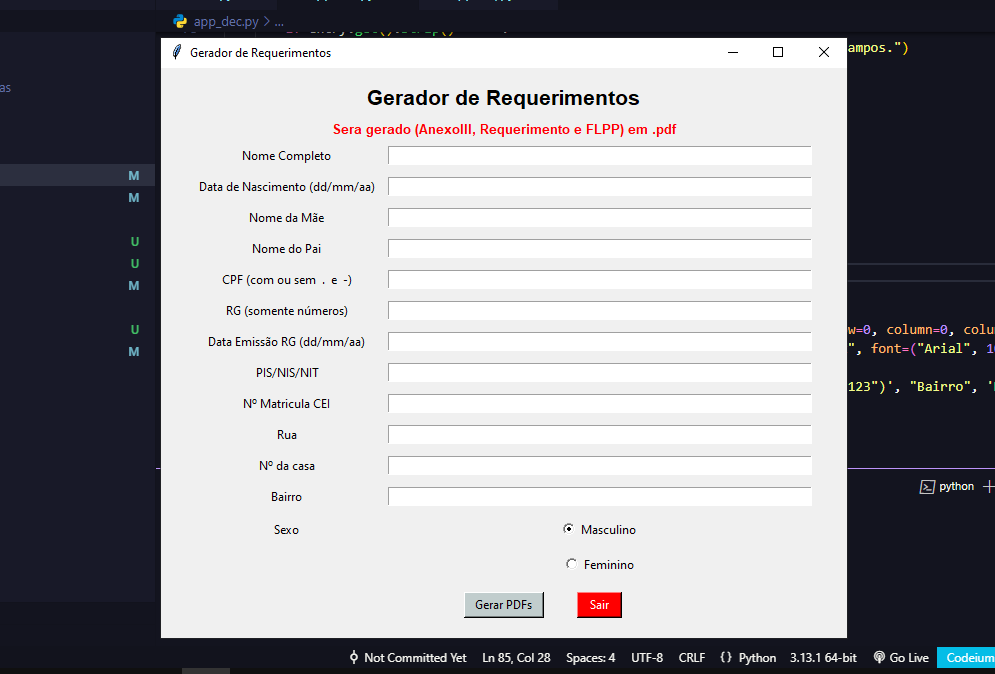 app_dec.py > ...
Gerador de Requerimentos
ampos.")
as
Gerador de Requerimentos
Sera gerado (AnexoIII, Requerimento e FLPP) em .pdf
Nome Completo
M
Data de Nascimento (dd/mm/aa)
M
Nome da Mãe
U
Nome do Pai
U
CPF (com ou sem . e -)
M
RG (somente números)
U
w=0, column=0, colu
Data Emissão RG (dd/mm/aa)
M
", font=("Arial", 1
PIS/NIS/NIT
123")', "Bairro", '
Nº Matricula CEI
Rua
Nº da casa
Bairro
python
Sexo
Masculino
Feminino
Gerar PDFs
Sair
Not Committed Yet Ln 85, Col 28 Spaces: 4 UTF-8 CRLF {} Python 3.13.1 64-bit Go Live Codeium